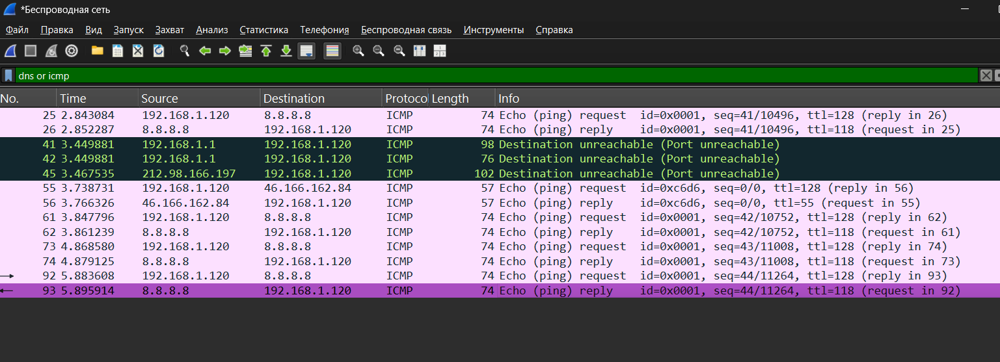 *Беспроводная сеть
Файл Правка Вид Запуск Захват Анализ Статистика Телефония Беспроводная связь Инструменты Справка
dns or icmp
No. Time Source Destination Protoco Length Info
25 2.843084 192.168.1.120 8.8.8.8 ICMP 74 Echo (ping) request id=0x0001, seq=41/10496, ttl=128 (reply in 26)
26 2.852287 8.8.8.8 192.168.1.120 ICMP 74 Echo (ping) reply id=0x0001, seq=41/10496, ttl=118 (request in 25)
41 3.449881 192.168.1.1 192.168.1.120 ICMP 98 Destination unreachable (Port unreachable)
42 3.449881 192.168.1.1 192.168.1.120 ICMP 76 Destination unreachable (Port unreachable)
45 3.467535 212.98.166.197 192.168.1.120 ICMP 102 Destination unreachable (Port unreachable)
55 3.738731 192.168.1.120 46.166.162.84 ICMP 57 Echo (ping) request id=0xc6d6, seq=0/0, ttl=128 (reply in 56)
56 3.766326 46.166.162.84 192.168.1.120 ICMP 57 Echo (ping) reply id=0xc6d6, seq=0/0, ttl=55 (request in 55)
61 3.847796 192.168.1.120 8.8.8.8 ICMP 74 Echo (ping) request id=0x0001, seq=42/10752, ttl=128 (reply in 62)
62 3.861239 8.8.8.8 192.168.1.120 ICMP 74 Echo (ping) reply id=0x0001, seq=42/10752, ttl=118 (request in 61)
73 4.868580 192.168.1.120 8.8.8.8 ICMP 74 Echo (ping) request id=0x0001, seq=43/11008, ttl=128 (reply in 74)
74 4.879125 8.8.8.8 192.168.1.120 ICMP 74 Echo (ping) reply id=0x0001, seq=43/11008, ttl=118 (request in 73)
92 5.883608 192.168.1.120 8.8.8.8 ICMP 74 Echo (ping) request id=0x0001, seq=44/11264, ttl=128 (reply in 93)
93 5.895914 8.8.8.8 192.168.1.120 ICMP 74 Echo (ping) reply id=0x0001, seq=44/11264, ttl=118 (request in 92)